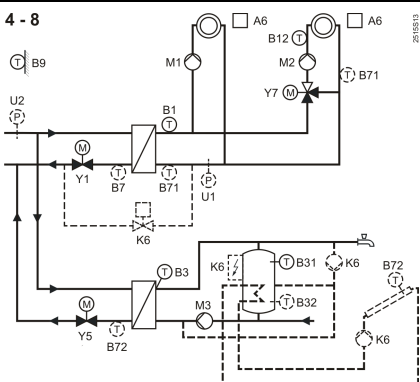 4 - 8
2515S13
A6
A6
B12 T
T B9
M1
M2
T B71
U2
P
B1
T
Y7 M
M
Y1
T
B7
T
B71
P
U1
K6
T B3
K6
T B31
K6
B72
T
M
Y5
T
B72
M3
T B32
K6